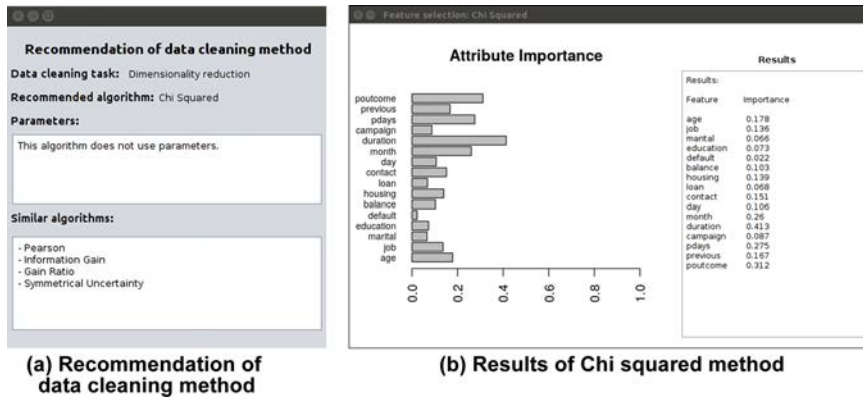 Recommendation of data cleaning method
Data cleaning task: Dimensionality reduction
Recommended algorithm: Chi Squared
Parameters:
This algorithm does not use parameters.
Similar algorithms:
- Pearson
- Information Gain
- Gain Ratio
- Symmetrical Uncertainty
(a) Recommendation of
data cleaning method
Feature selection: Chi Squared
Attribute Importance
poutcome
previous
pdays
campaign
duration
month
day
contact
loan
housing
balance
default
education
marital
job
age
0.0 0.2 0.4 0.6 0.8 1.0
Results
Results:
Feature Importance
age 0.178
job 0.136
marital 0.066
education 0.073
default 0.022
balance 0.103
housing 0.139
loan 0.068
contact 0.151
day 0.106
month 0.26
duration 0.413
campaign 0.087
pdays 0.275
previous 0.167
poutcome 0.312
(b) Results of Chi squared method